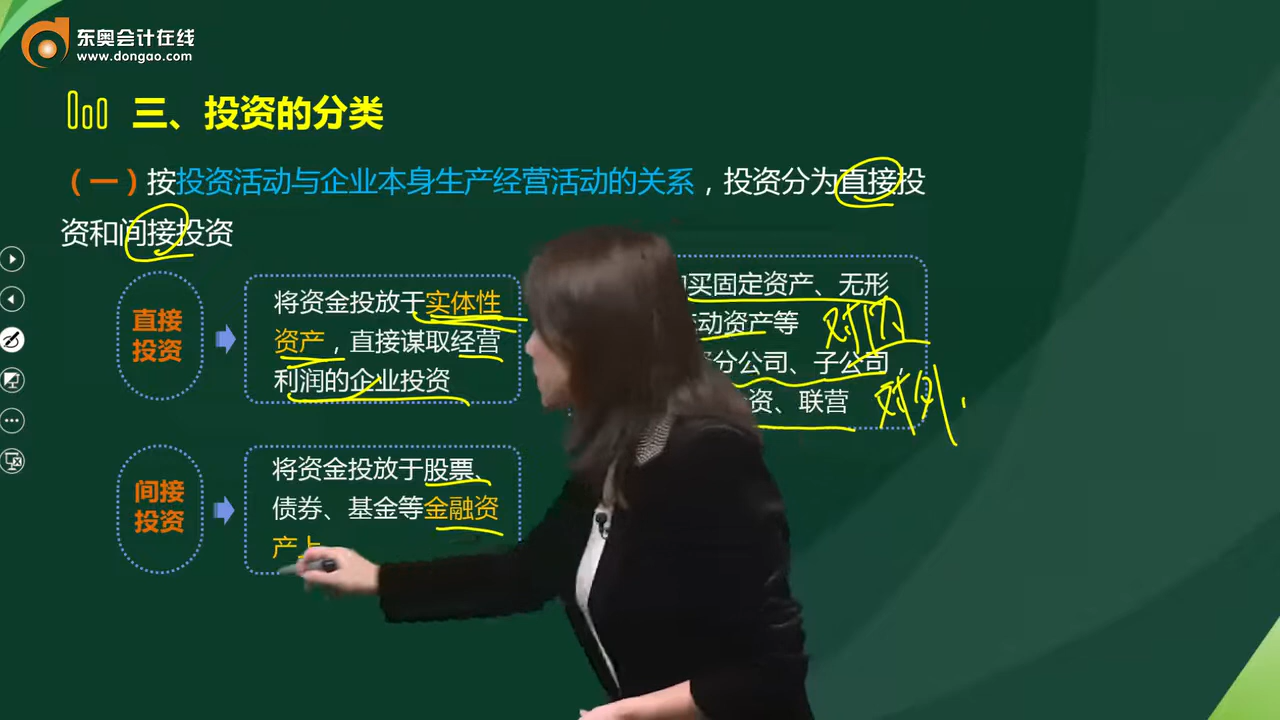 东奥会计在线
www.dongao.com
三、投资的分类
（一）按投资活动与企业本身生产经营活动的关系，投资分为直接投
资和间接投资
直接
投资
将资金投放于实体性
资产，直接谋取经营
利润的企业投资
买固定资产、无形
动资产等
对内
分公司、子公司，
资、联营
对外
间接
投资
将资金投放于股票、
债券、基金等金融资
产上